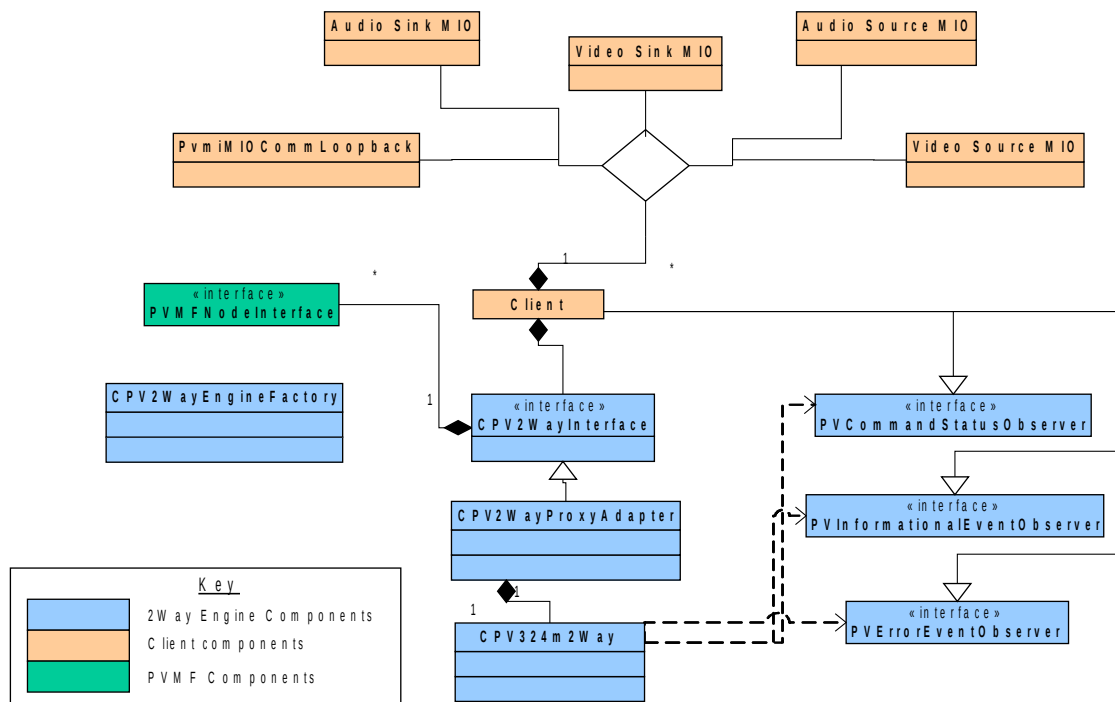 Audio Sink MIO
Video Sink MIO
Audio Source MIO
PvmiMIOCommLoopback
Video Source MIO
1
*
*
«interface»
PVMFNodeInterface
Client
CPV2WayEngineFactory
1
«interface»
CPV2WayInterface
«interface»
PVCommandStatusObserver
CPV2WayProxyAdapter
«interface»
PVInformationalEventObserver
Key
2Way Engine Components
Client components
PVMF Components
1
1
CPV324m2Way
«interface»
PVErrorEventObserver